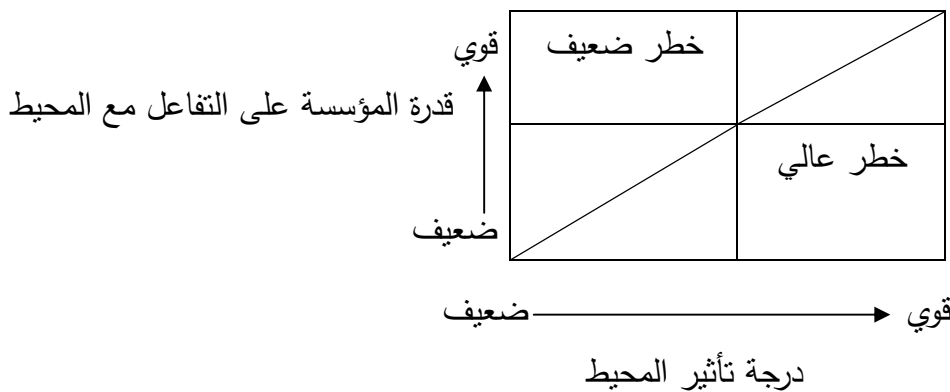 قوي
خطر ضعيف
قدرة المؤسسة على التفاعل مع المحيط
خطر عالي
ضعيف
ضعيف
قوي
درجة تأثير المحيط